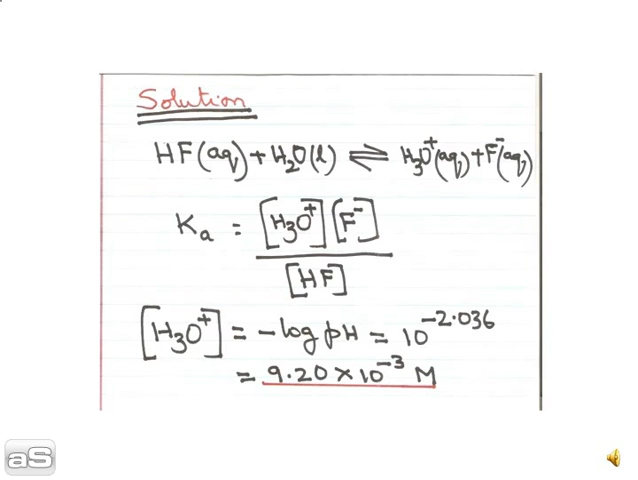 Solution
HF(aq) + H₂O(l) ⇌ H₃O⁺(aq) + F⁻(aq)
Ka = [H₃O⁺][F⁻]
[HF]
[H₃O⁺] = -log pH = 10^-2.036
= 9.20 × 10⁻³ M
aS